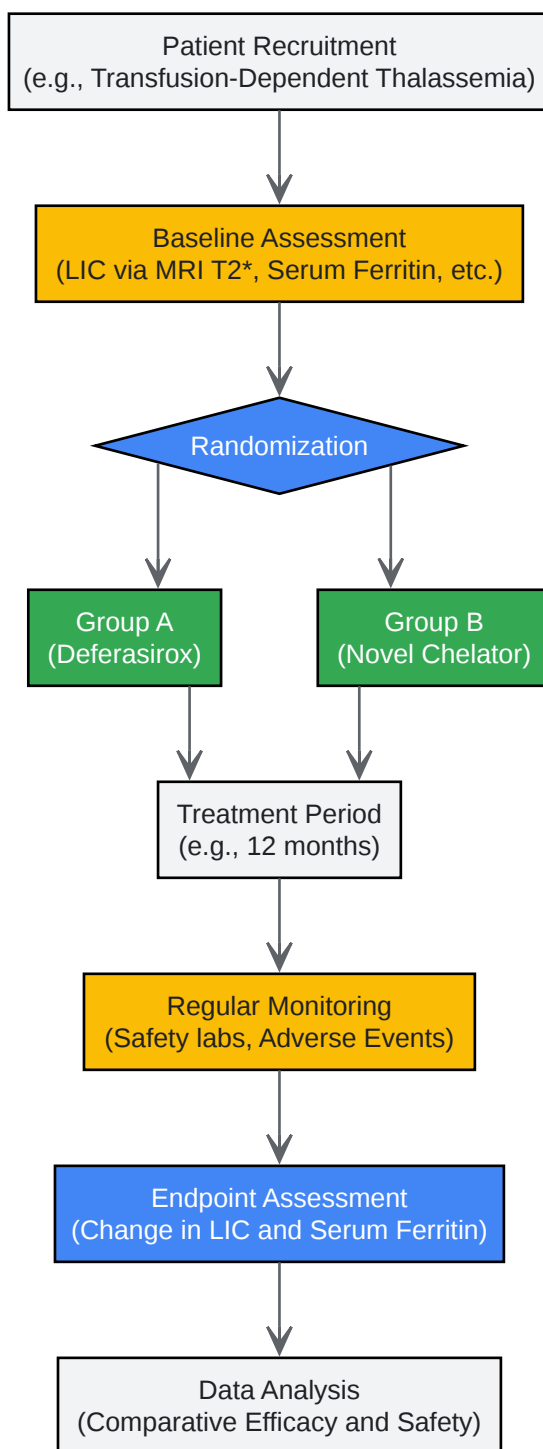 Patient Recruitment
(e.g., Transfusion-Dependent Thalassemia)
Baseline Assessment
(LIC via MRI T2*, Serum Ferritin, etc.)
Randomization
Group A
(Deferasirox)
Group B
(Novel Chelator)
Treatment Period
(e.g., 12 months)
Regular Monitoring
(Safety labs, Adverse Events)
Endpoint Assessment
(Change in LIC and Serum Ferritin)
Data Analysis
(Comparative Efficacy and Safety)